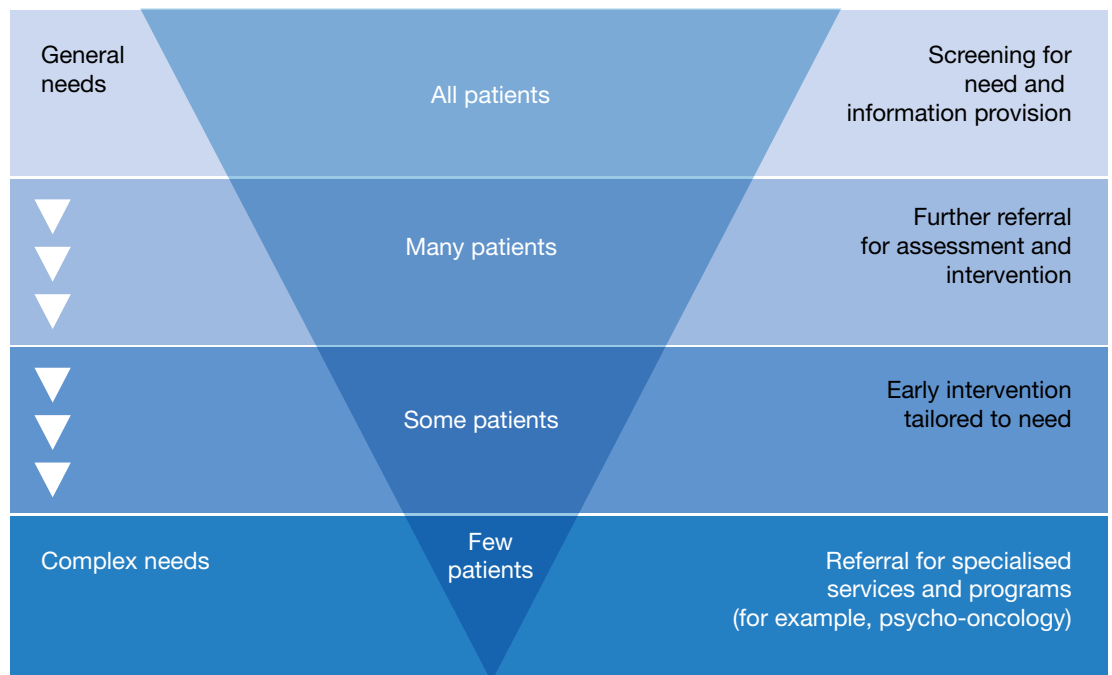 General
needs
All patients
Screening for
need and
information provision
Many patients
Further referral
for assessment and
intervention
Some patients
Early intervention
tailored to need
Complex needs
Few
patients
Referral for specialised
services and programs
(for example, psycho-oncology)